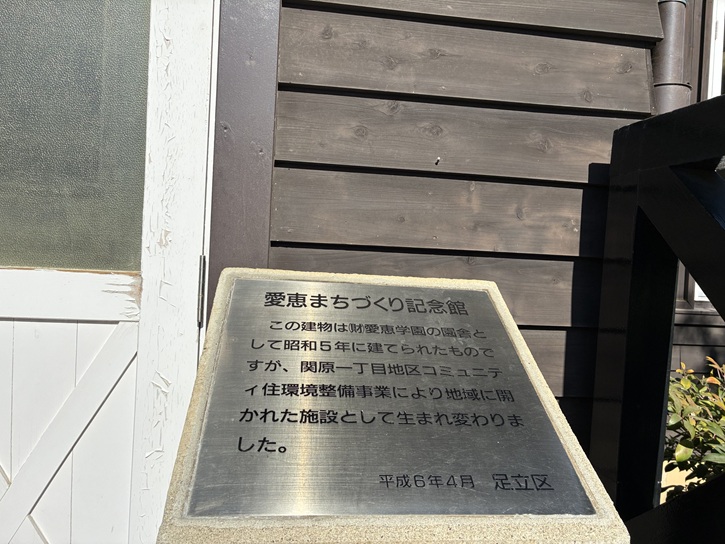 愛恵まちづくり記念館
この建物は㈶愛恵学園の園舎と
して昭和5年に建てられたもので
すが、関原一丁目地区コミュニテ
ィ住環境整備事業により地域に開
かれた施設として生まれ変わりま
した。
平成6年4月 足立区